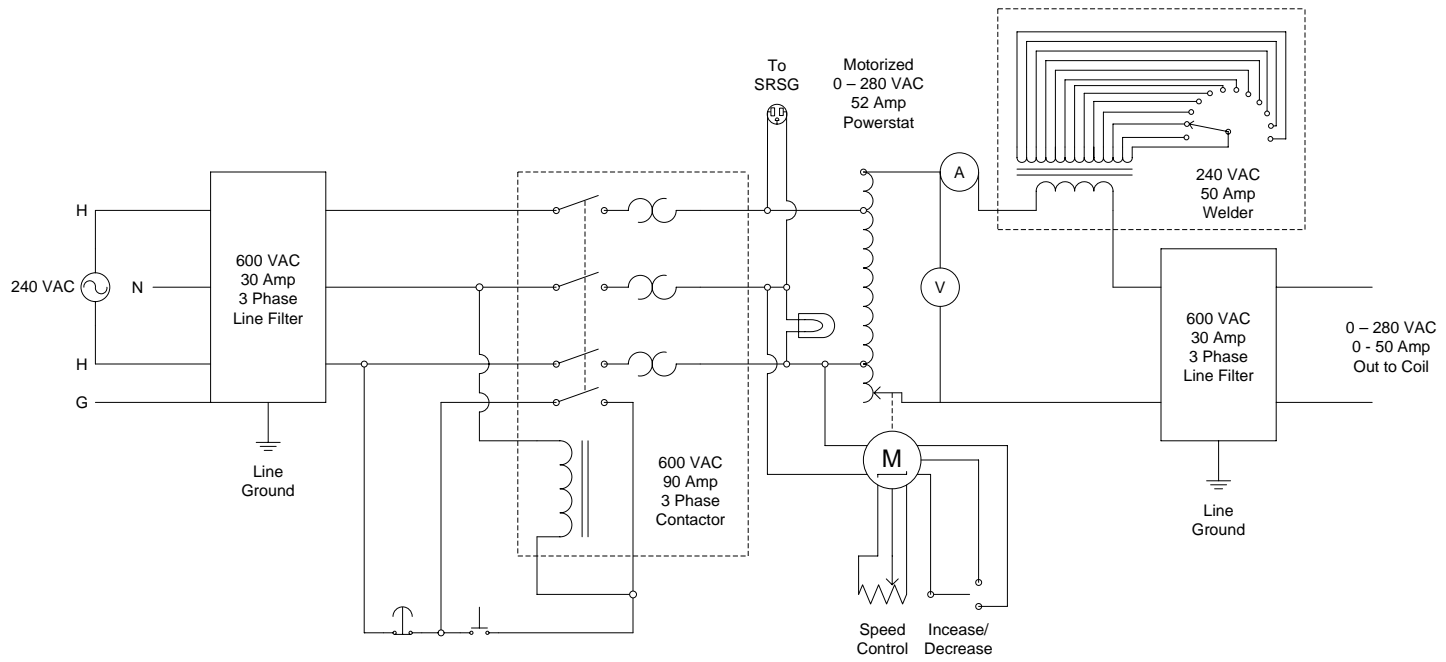 To
SRSG
Motorized
0 – 280 VAC
52 Amp
Powerstat
A
240 VAC
50 Amp
Welder
H
240 VAC
N
H
G
600 VAC
30 Amp
3 Phase
Line Filter
Line
Ground
600 VAC
90 Amp
3 Phase
Contactor
V
M
Speed
Control
Incease/
Decrease
600 VAC
30 Amp
3 Phase
Line Filter
Line
Ground
0 – 280 VAC
0 - 50 Amp
Out to Coil